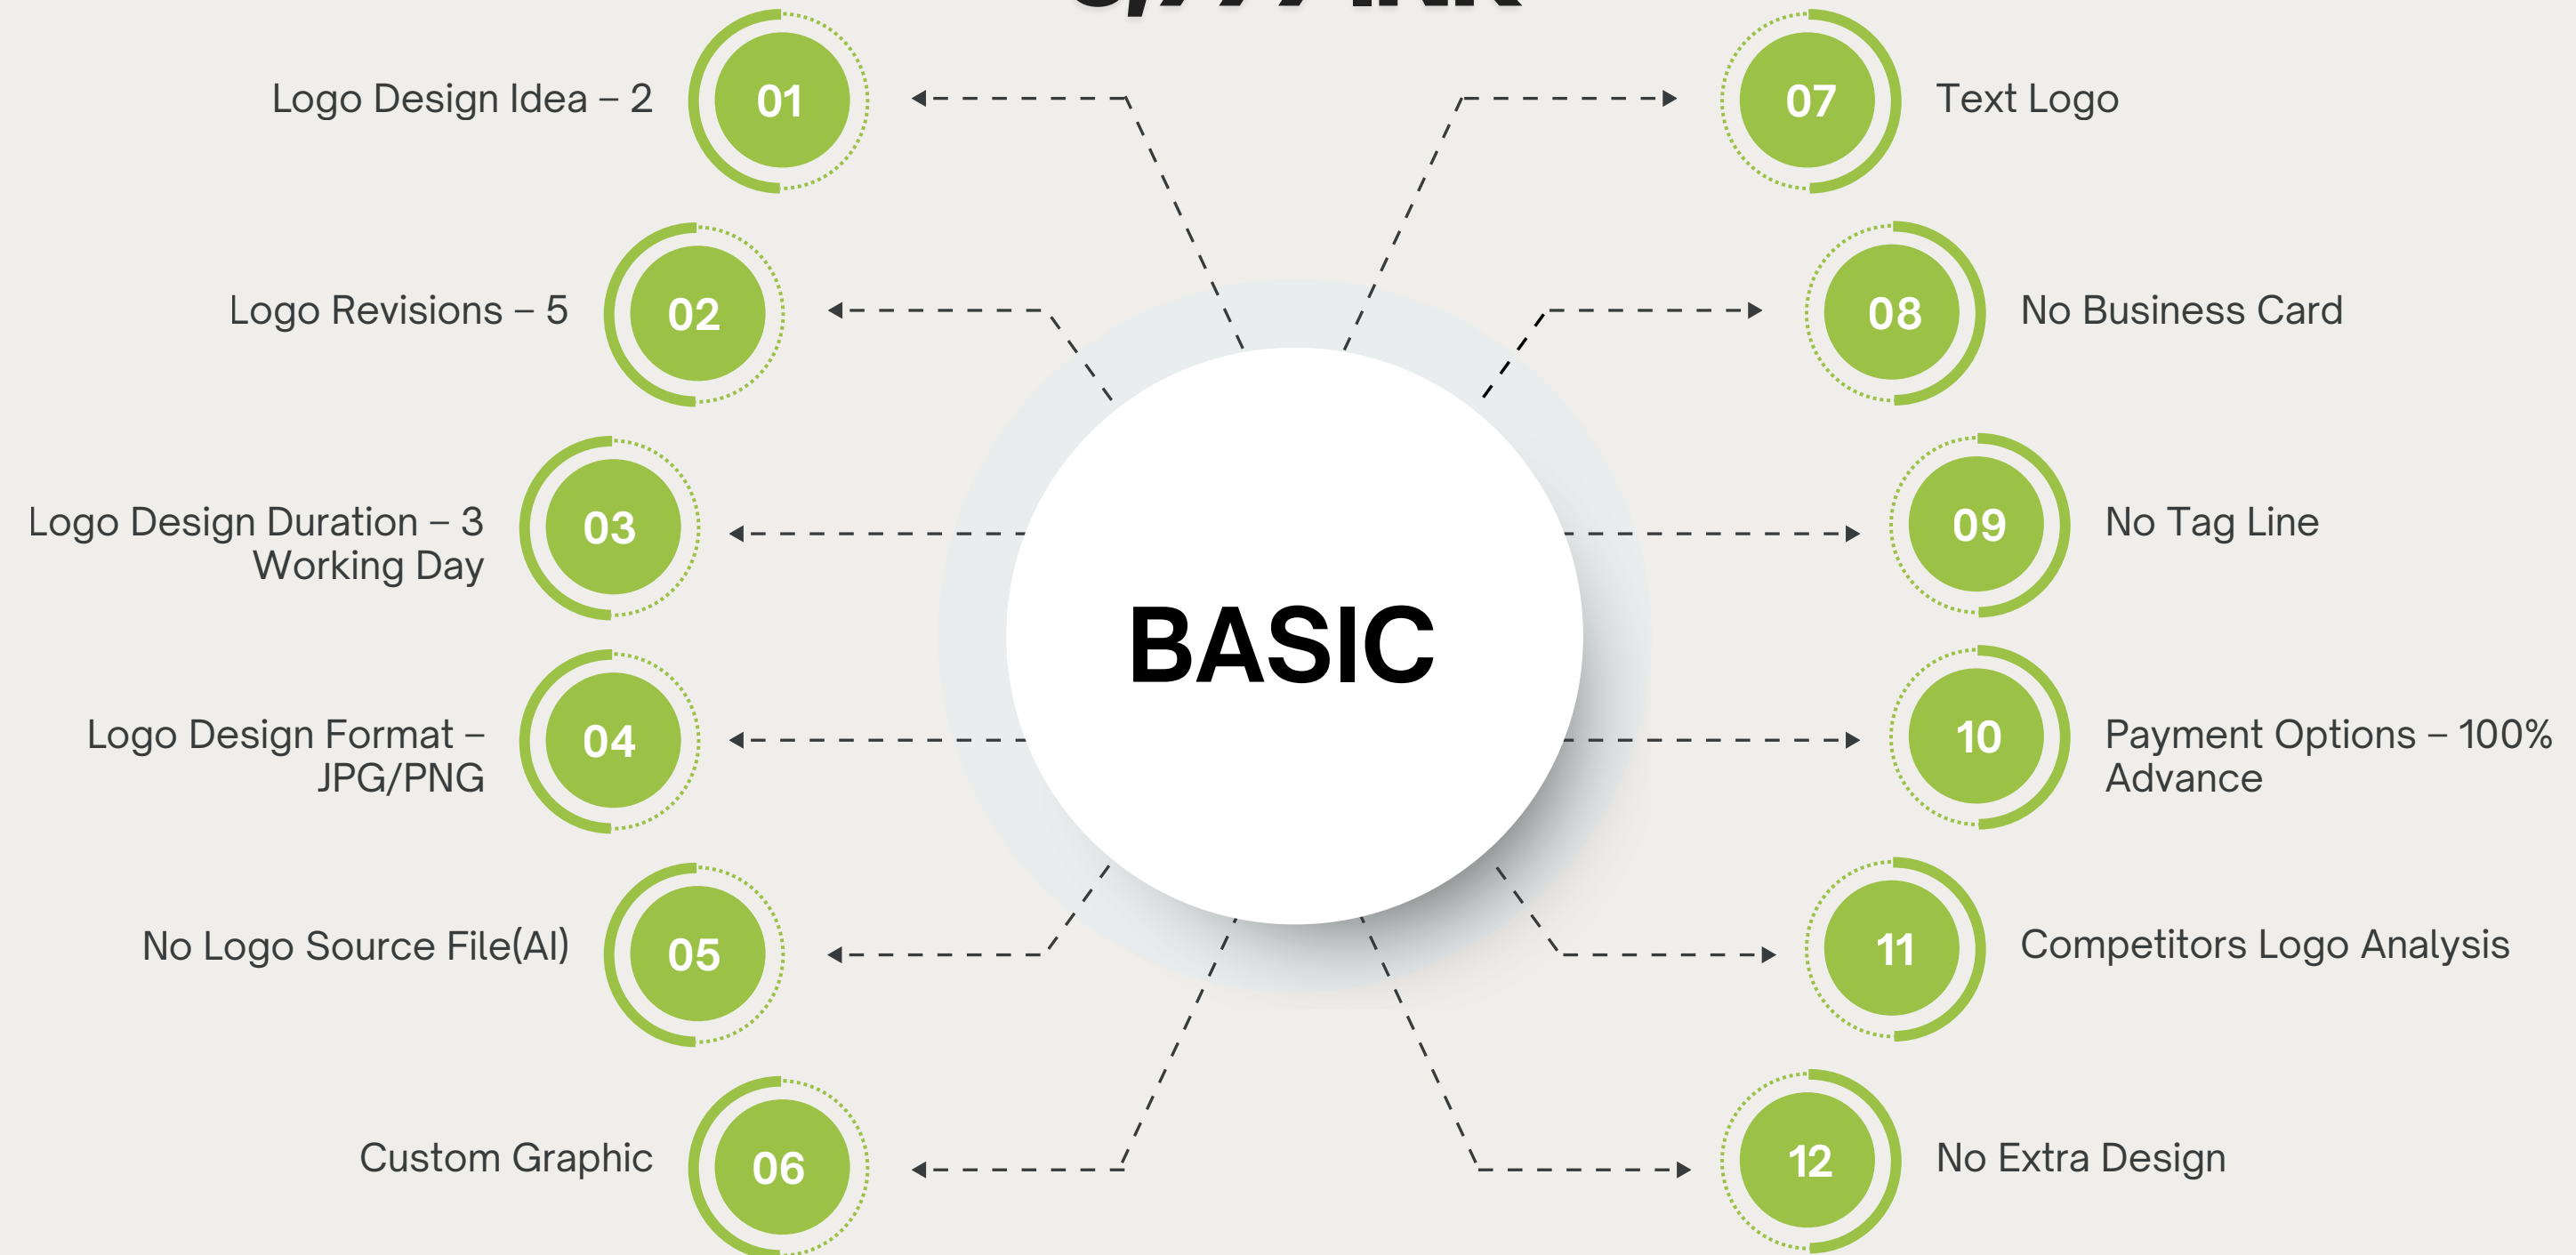 Logo Design Idea – 2
01
Logo Revisions – 5
02
Logo Design Duration – 3
Working Day
03
Logo Design Format –
JPG/PNG
04
No Logo Source File(AI)
05
Custom Graphic
06
BASIC
07
Text Logo
08
No Business Card
09
No Tag Line
10
Payment Options – 100%
Advance
11
Competitors Logo Analysis
12
No Extra Design